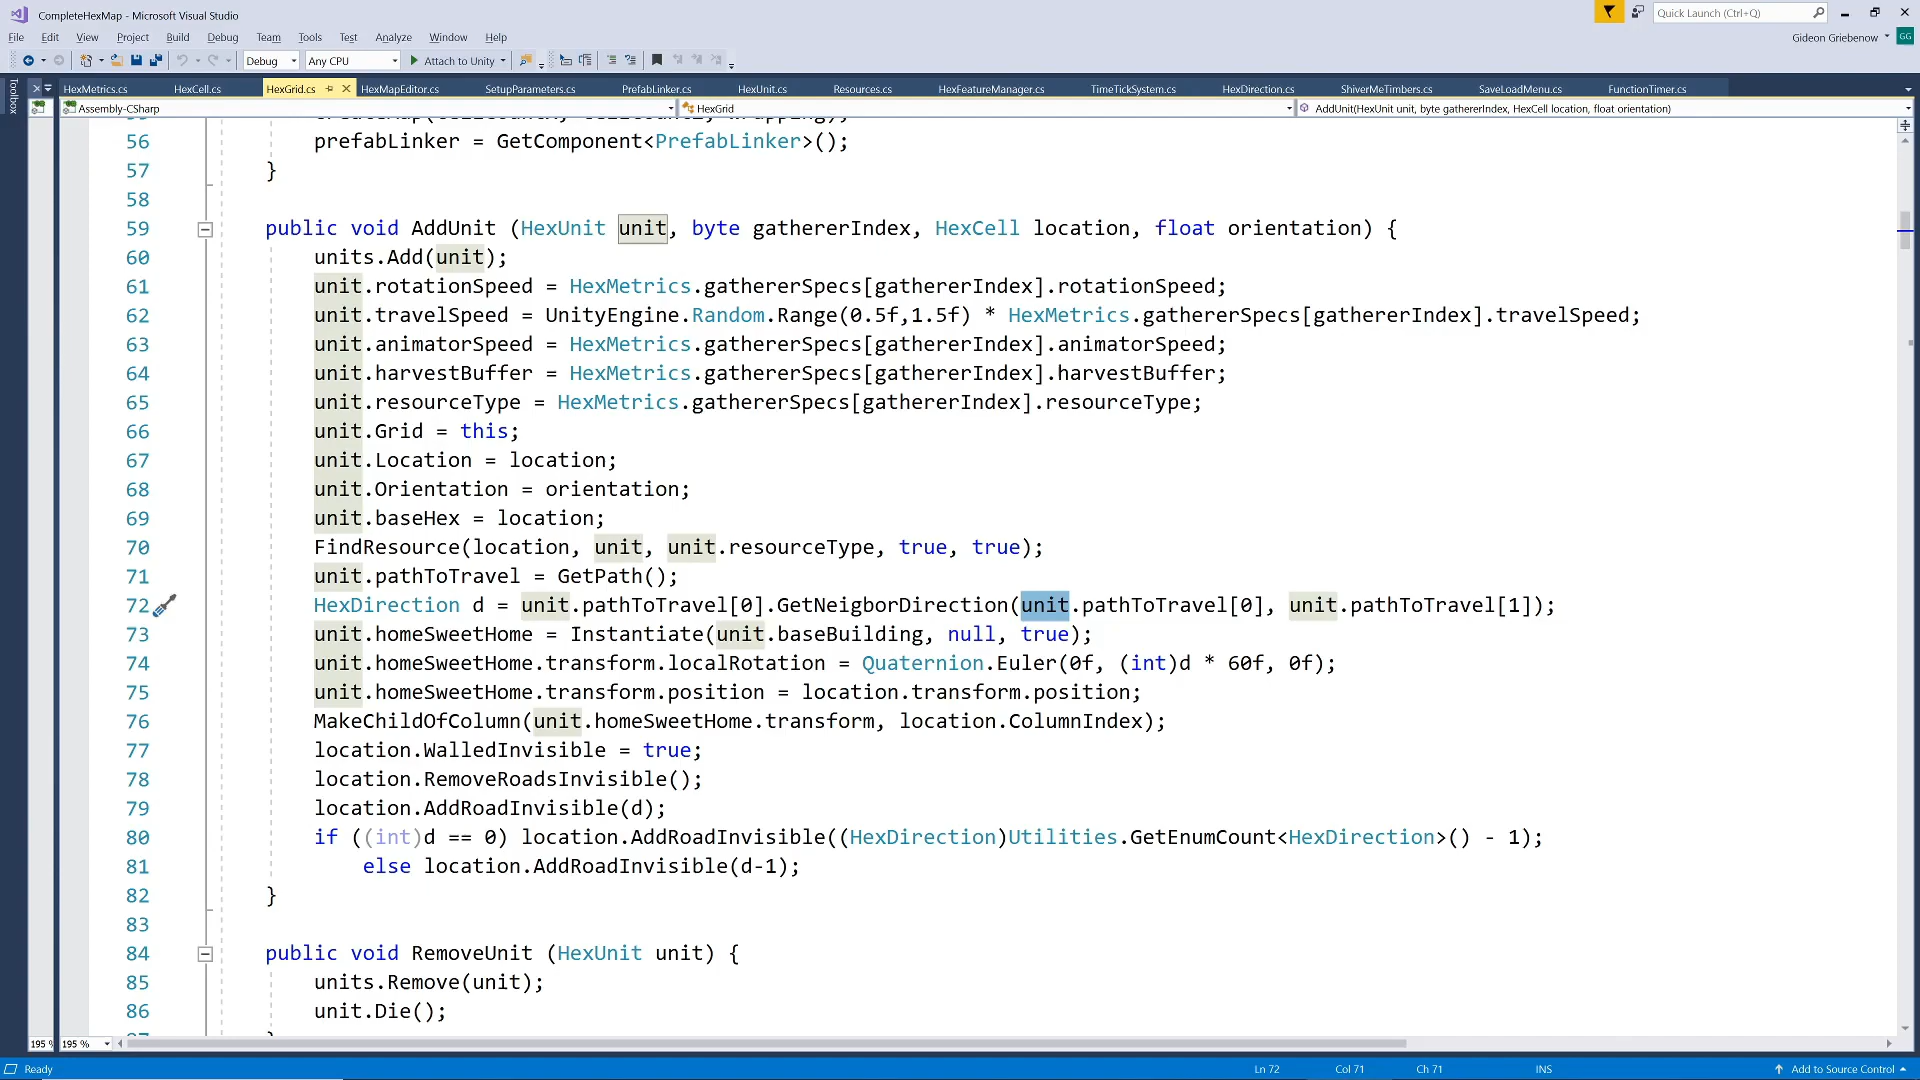 CompleteHexMap - Microsoft Visual Studio
Quick Launch (Ctrl+Q)
File Edit View Project Build Debug Team Tools Test Analyze Window Help
Gideon Griebenow GG
Debug Any CPU Attach to Unity
Toolbox
HexMetrics.cs HexCell.cs HexGrid.cs HexMapEditor.cs SetupParameters.cs PrefabLinker.cs HexUnit.cs Resources.cs HexFeatureManager.cs TimeTickSystem.cs HexDirection.cs ShiverMeTimbers.cs SaveLoadMenu.cs FunctionTimer.cs
Assembly-CSharp HexGrid AddUnit(HexUnit unit, byte gathererIndex, HexCell location, float orientation)
56 prefabLinker = GetComponent<PrefabLinker>();
57 }
58
59 public void AddUnit (HexUnit unit, byte gathererIndex, HexCell location, float orientation) {
60 units.Add(unit);
61 unit.rotationSpeed = HexMetrics.gathererSpecs[gathererIndex].rotationSpeed;
62 unit.travelSpeed = UnityEngine.Random.Range(0.5f,1.5f) * HexMetrics.gathererSpecs[gathererIndex].travelSpeed;
63 unit.animatorSpeed = HexMetrics.gathererSpecs[gathererIndex].animatorSpeed;
64 unit.harvestBuffer = HexMetrics.gathererSpecs[gathererIndex].harvestBuffer;
65 unit.resourceType = HexMetrics.gathererSpecs[gathererIndex].resourceType;
66 unit.Grid = this;
67 unit.Location = location;
68 unit.Orientation = orientation;
69 unit.baseHex = location;
70 FindResource(location, unit, unit.resourceType, true, true);
71 unit.pathToTravel = GetPath();
72 HexDirection d = unit.pathToTravel[0].GetNeigborDirection(unit.pathToTravel[0], unit.pathToTravel[1]);
73 unit.homeSweetHome = Instantiate(unit.baseBuilding, null, true);
74 unit.homeSweetHome.transform.localRotation = Quaternion.Euler(0f, (int)d * 60f, 0f);
75 unit.homeSweetHome.transform.position = location.transform.position;
76 MakeChildOfColumn(unit.homeSweetHome.transform, location.ColumnIndex);
77 location.WalledInvisible = true;
78 location.RemoveRoadsInvisible();
79 location.AddRoadInvisible(d);
80 if ((int)d == 0) location.AddRoadInvisible((HexDirection)Utilities.GetEnumCount<HexDirection>() - 1);
81 else location.AddRoadInvisible(d-1);
82 }
83
84 public void RemoveUnit (HexUnit unit) {
85 units.Remove(unit);
86 unit.Die();
195 % 195 %
Ready Ln 72 Col 71 Ch 71 INS Add to Source Control